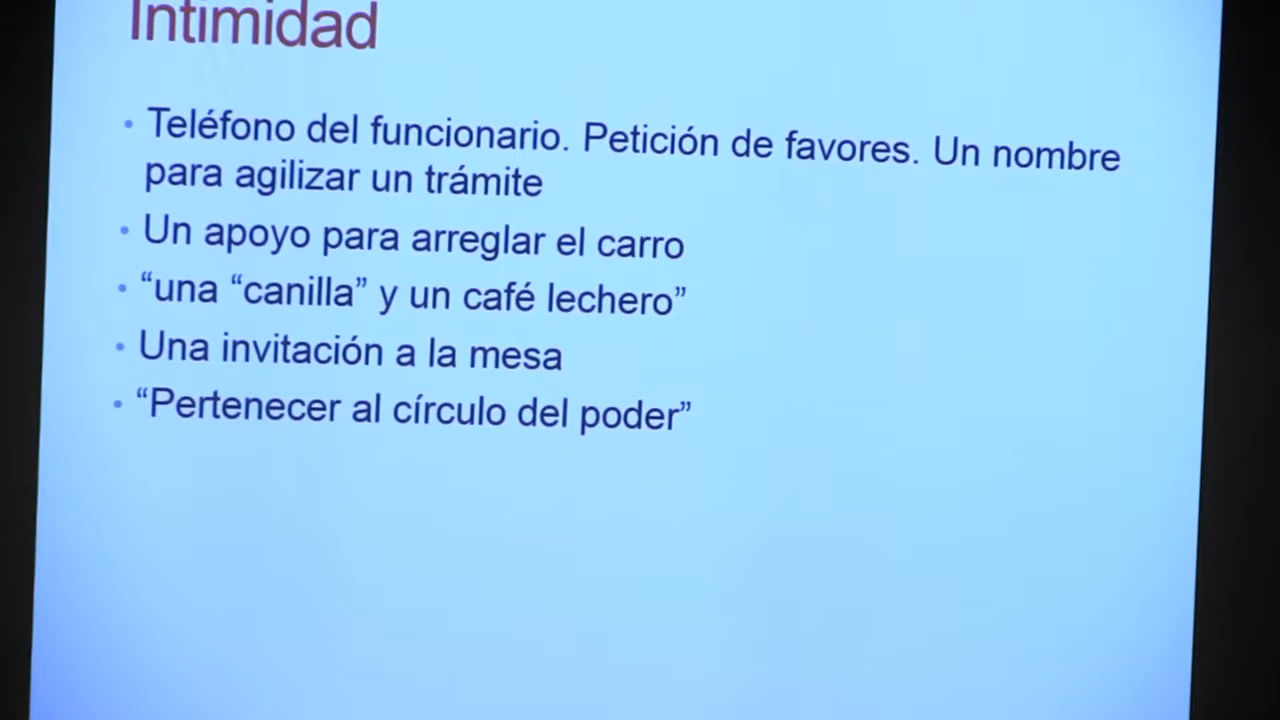 Intimidad
• Teléfono del funcionario. Petición de favores. Un nombre
para agilizar un trámite
• Un apoyo para arreglar el carro
• “una “canilla” y un café lechero”
• Una invitación a la mesa
• “Pertenecer al círculo del poder”